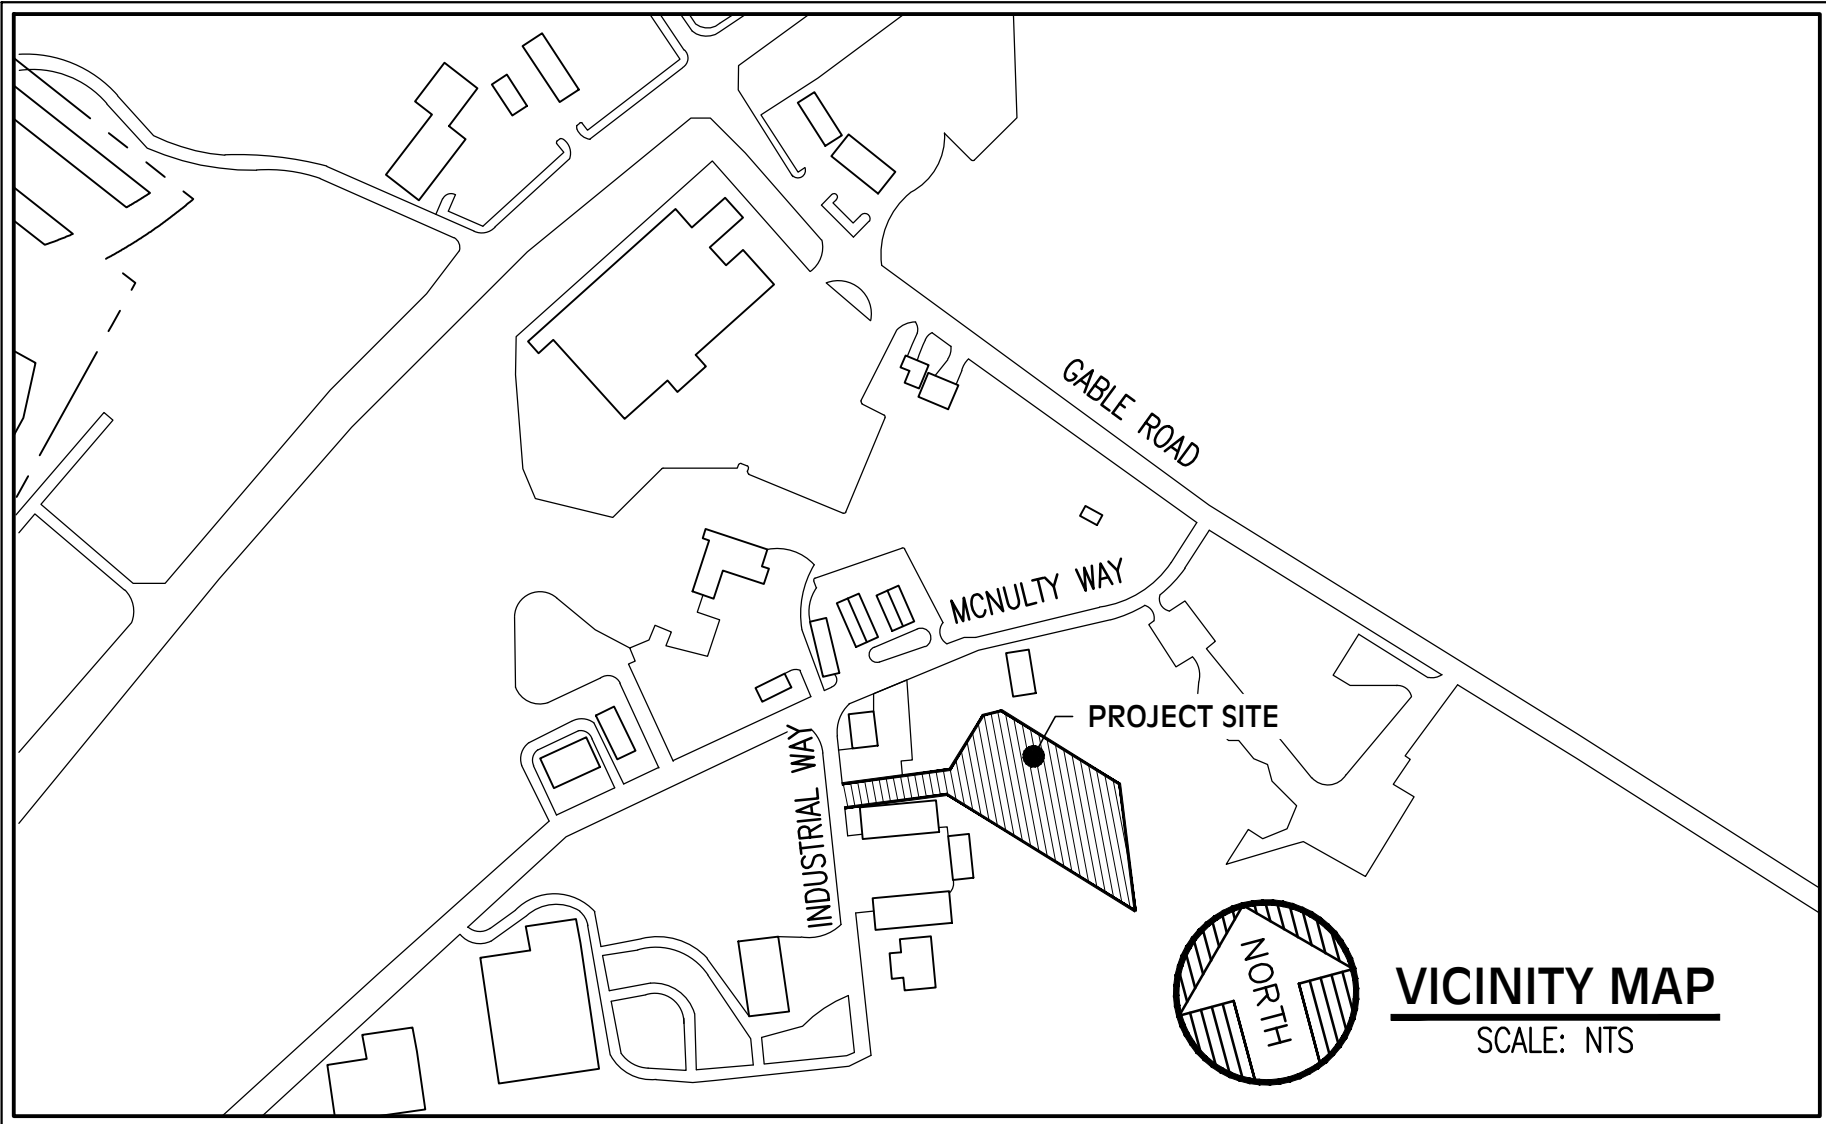 GABLE ROAD
MCNULTY WAY
PROJECT SITE
INDUSTRIAL WAY
NORTH
VICINITY MAP
SCALE: NTS